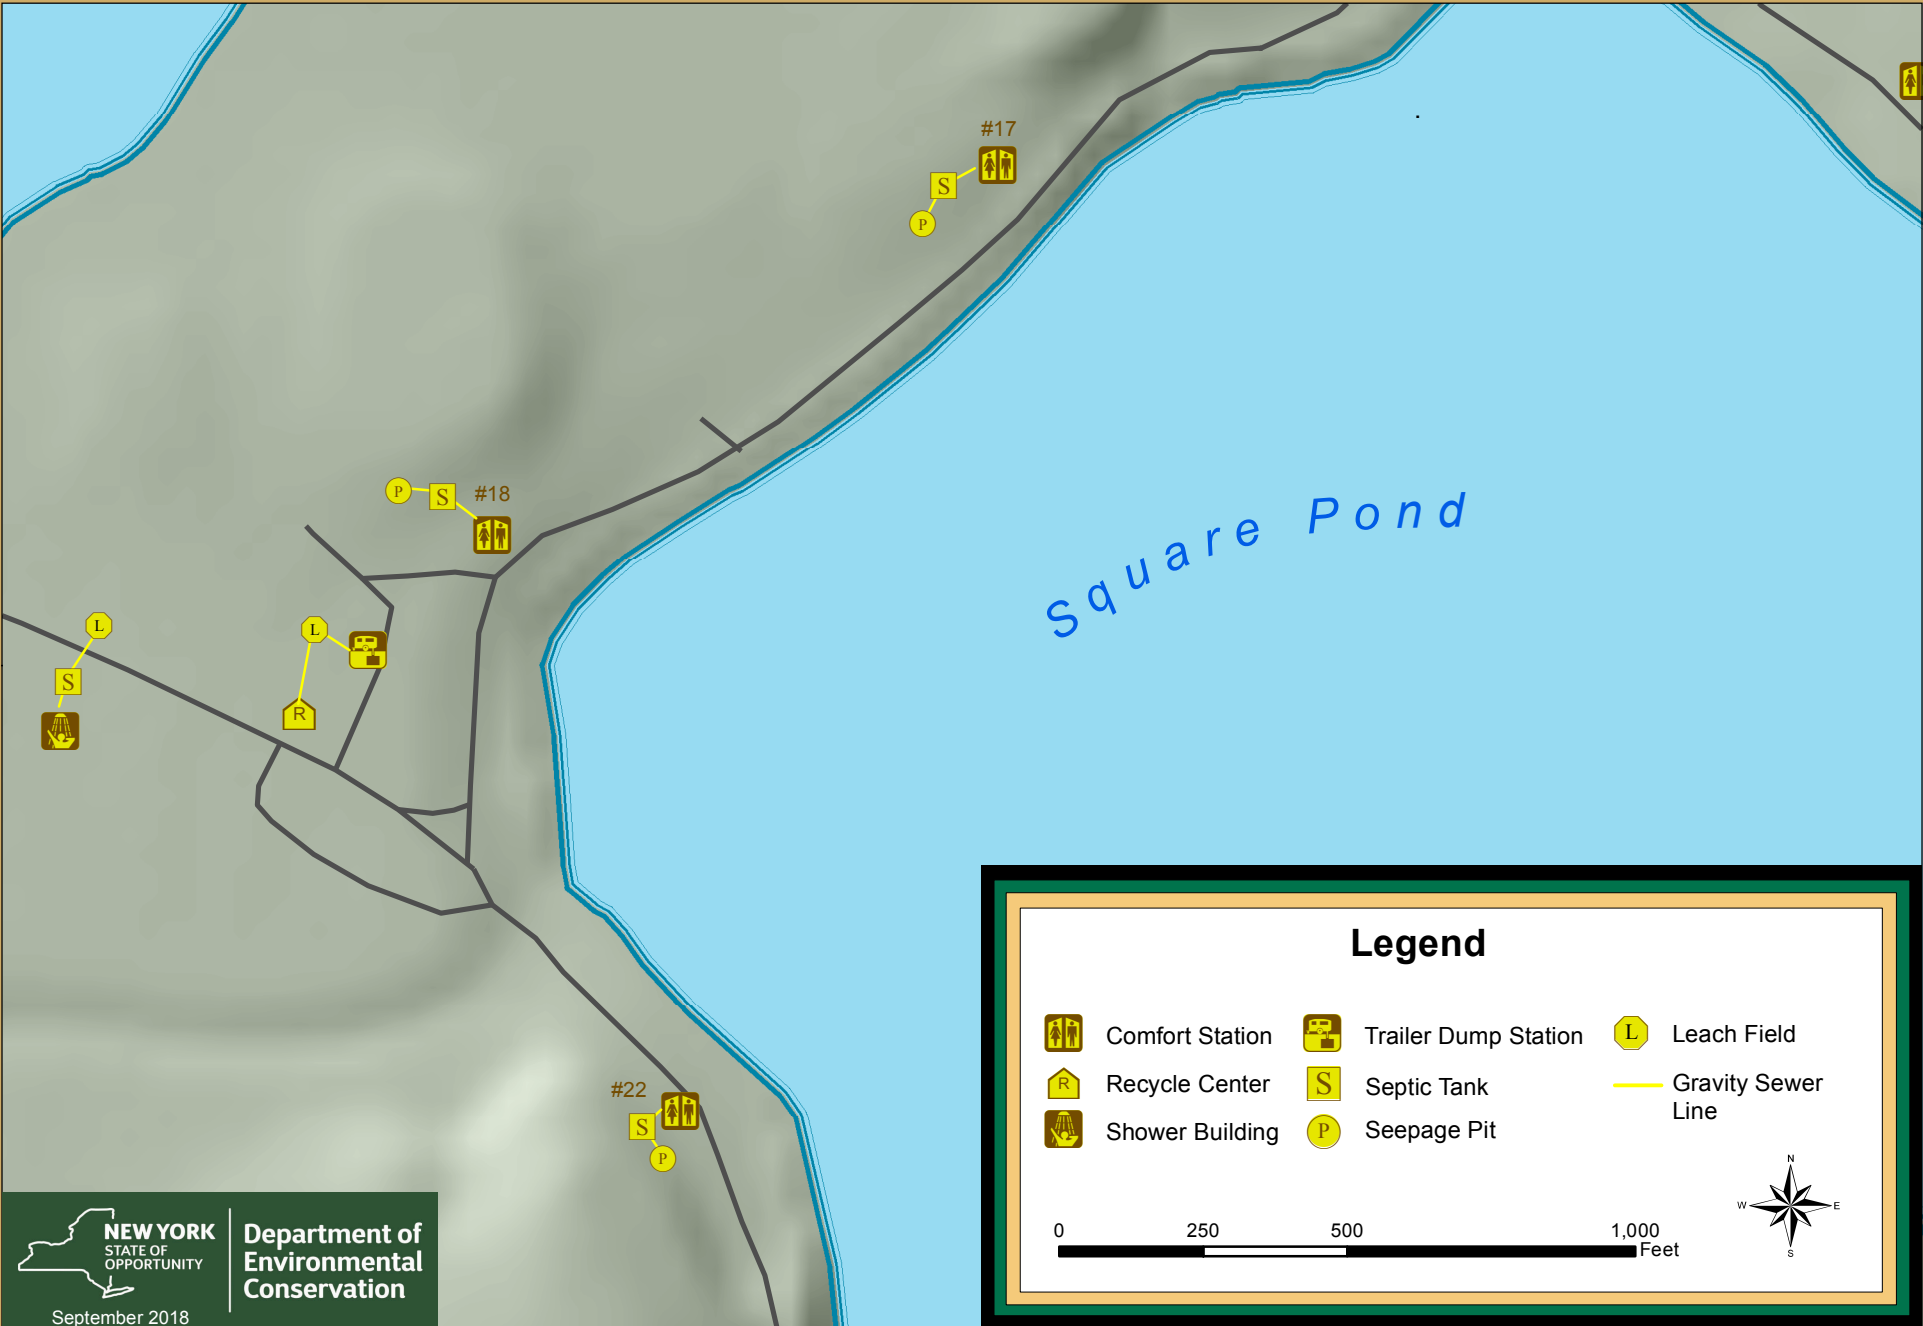 #17
S
P
Square Pond
P
S
#18
L
L
S
R
#22
S
P
Legend
Comfort Station
Trailer Dump Station
L
Leach Field
R
Recycle Center
S
Septic Tank
Gravity Sewer
Line
Shower Building
P
Seepage Pit
N
W
E
S
0
250
500
1,000
Feet
NEW YORK
STATE OF
OPPORTUNITY
Department of
Environmental
Conservation
September 2018